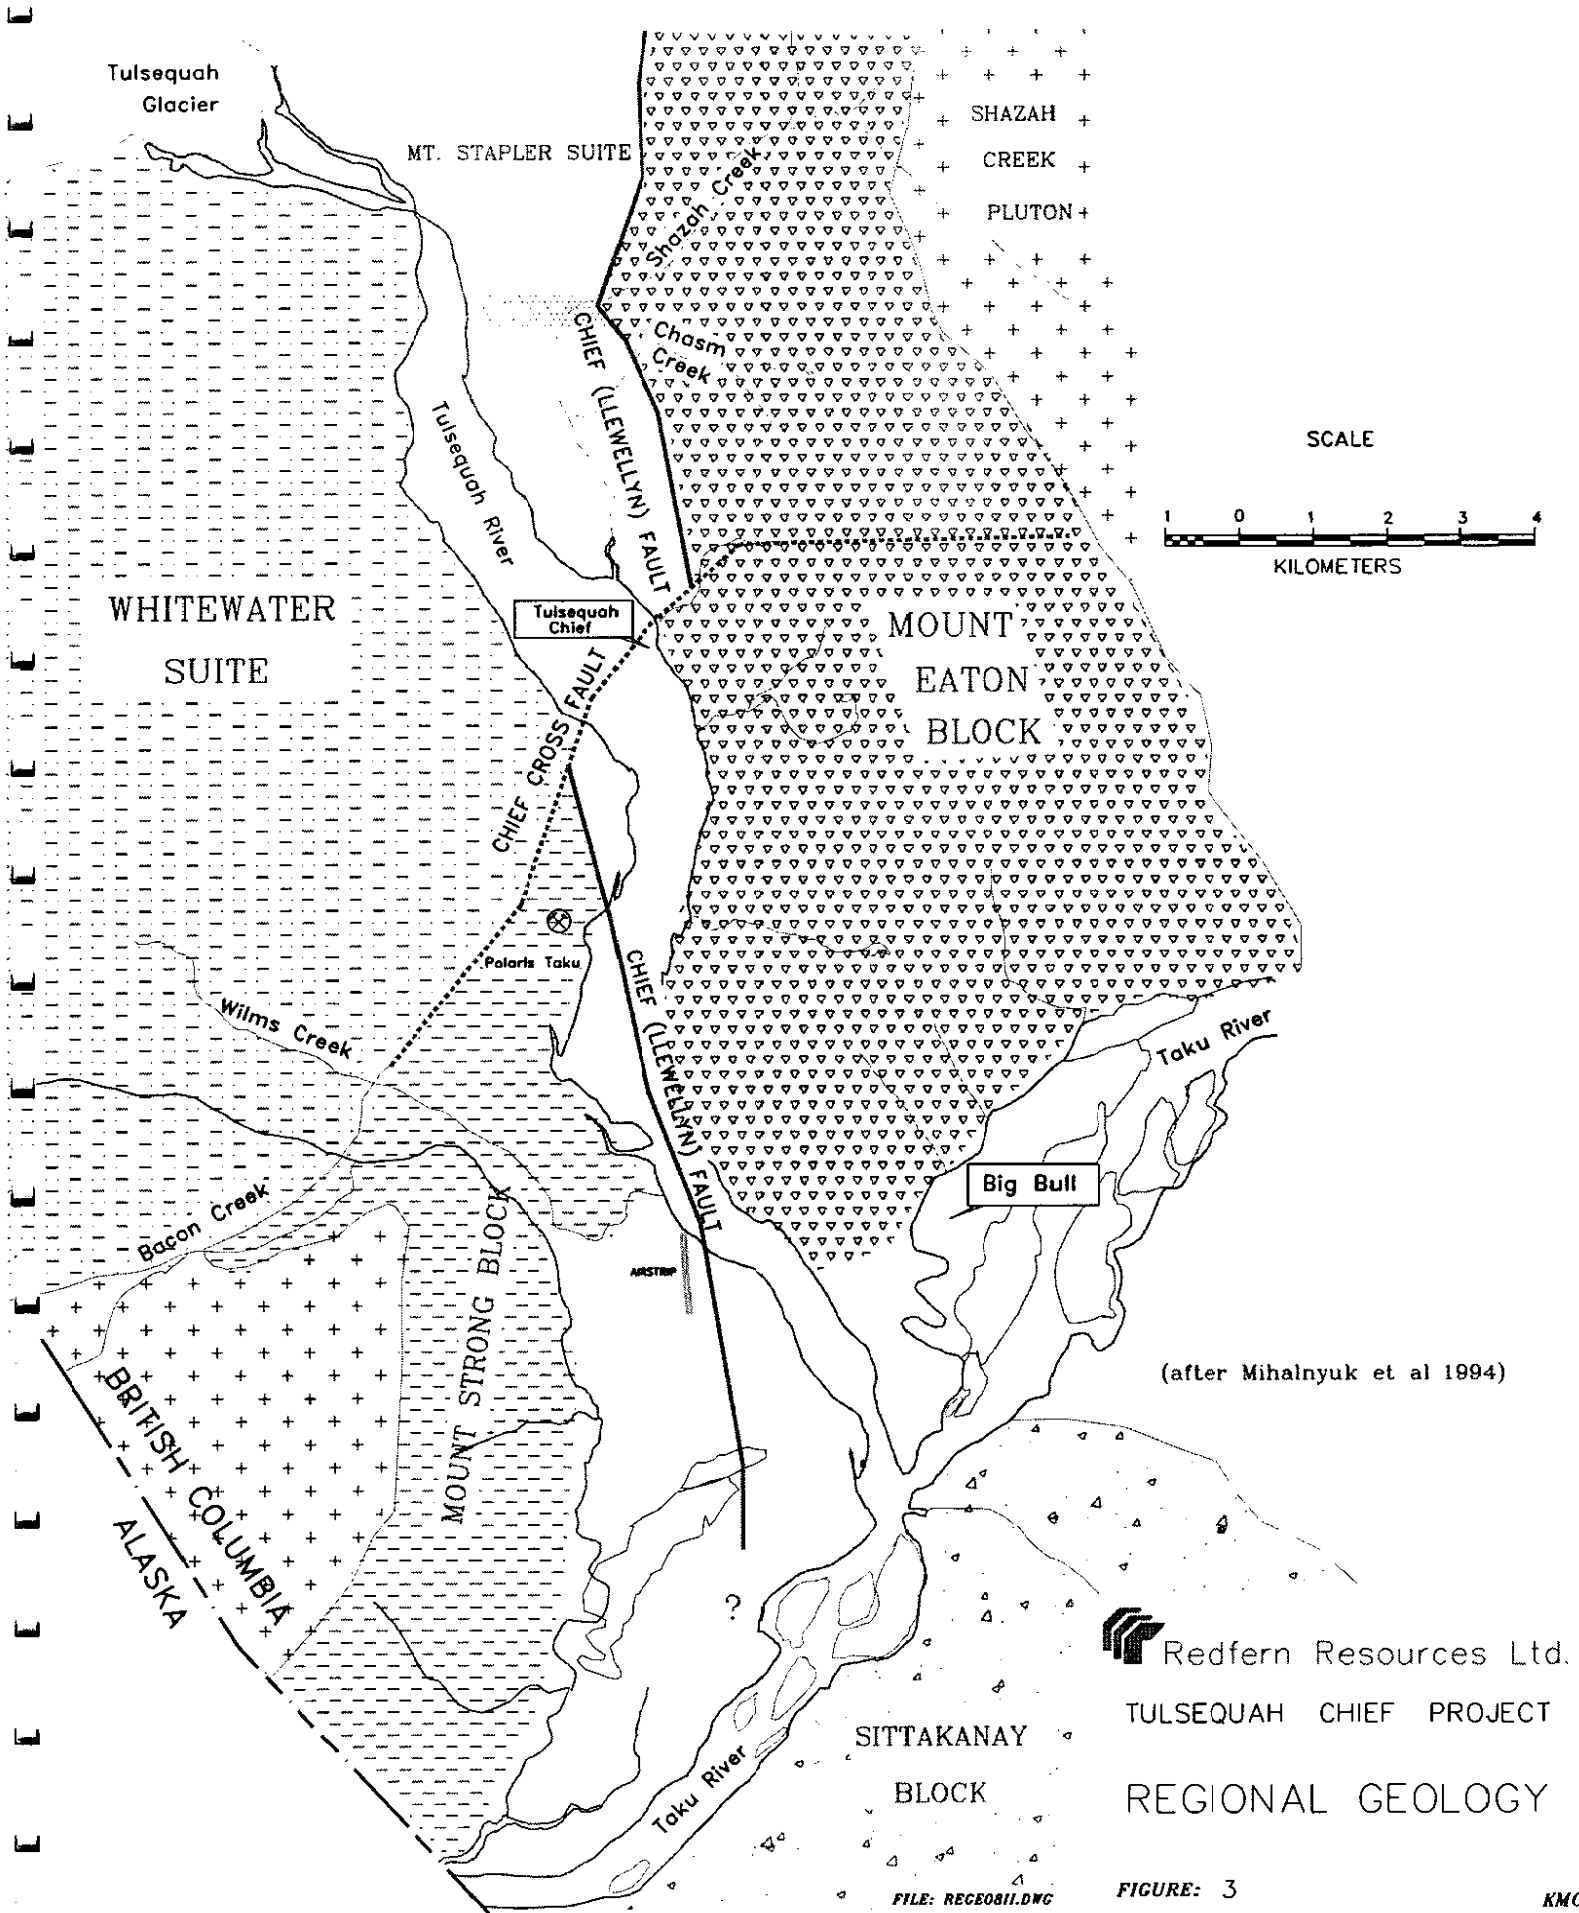 Tulsequah
Glacier
MT. STAPLER SUITE
SHAZAH
CREEK
PLUTON
Shazah Creek
Chasm
Creek
CHIEF (LLEWELLYN) FAULT
Tulsequah River
SCALE
1 0 1 2 3 4
KILOMETERS
WHITEWATER
SUITE
Tulsequah
Chief
MOUNT
EATON
BLOCK
CHIEF CROSS FAULT
Polaris Taku
CHIEF (LLEWELLYN) FAULT
Wilms Creek
Taku River
Big Bull
Bacon Creek
AIRSTRIP
MOUNT STRONG BLOCK
(after Mihalnyuk et al 1994)
BRITISH COLUMBIA
ALASKA
?
Redfern Resources Ltd.
TULSEQUAH CHIEF PROJECT
SITTAKANAY
BLOCK
Taku River
REGIONAL GEOLOGY
FILE: REGEO8II.DWG
FIGURE: 3